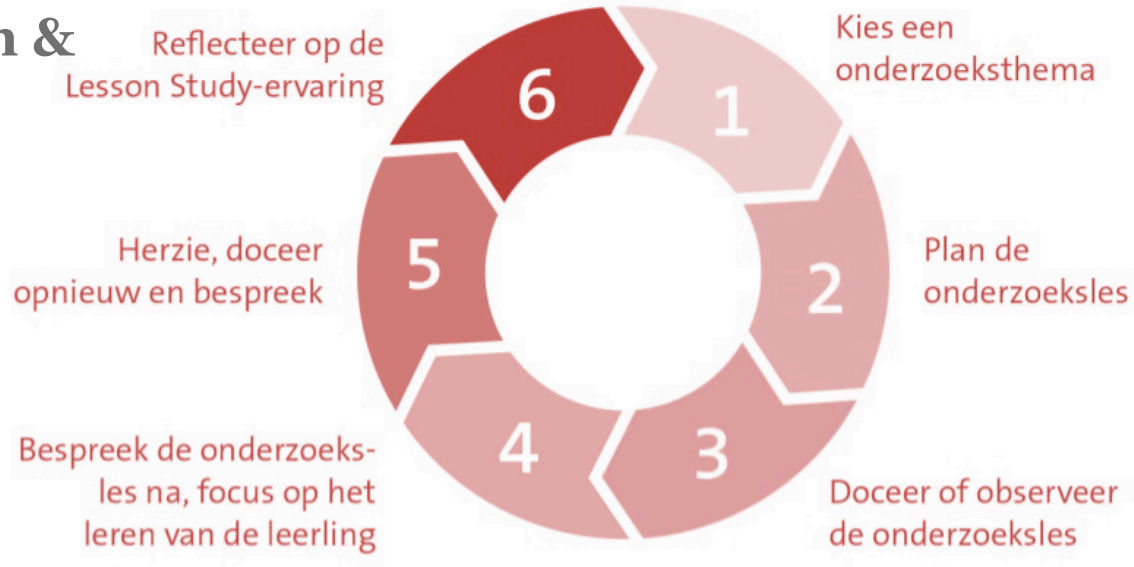 &
Reflecteer op de
Lesson Study-ervaring
6
1
Kies een
onderzoeksthema
5
Herzie, doceer
opnieuw en bespreek
2
Plan de
onderzoeksles
4
Bespreek de onderzoeks-
les na, focus op het
leren van de leerling
3
Doceer of observeer
de onderzoeksles